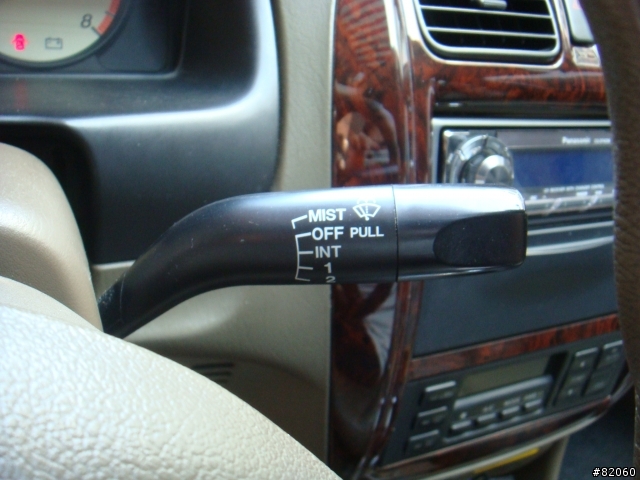 8
Panasonic
MIST
OFF PULL
INT
1
2
#82060